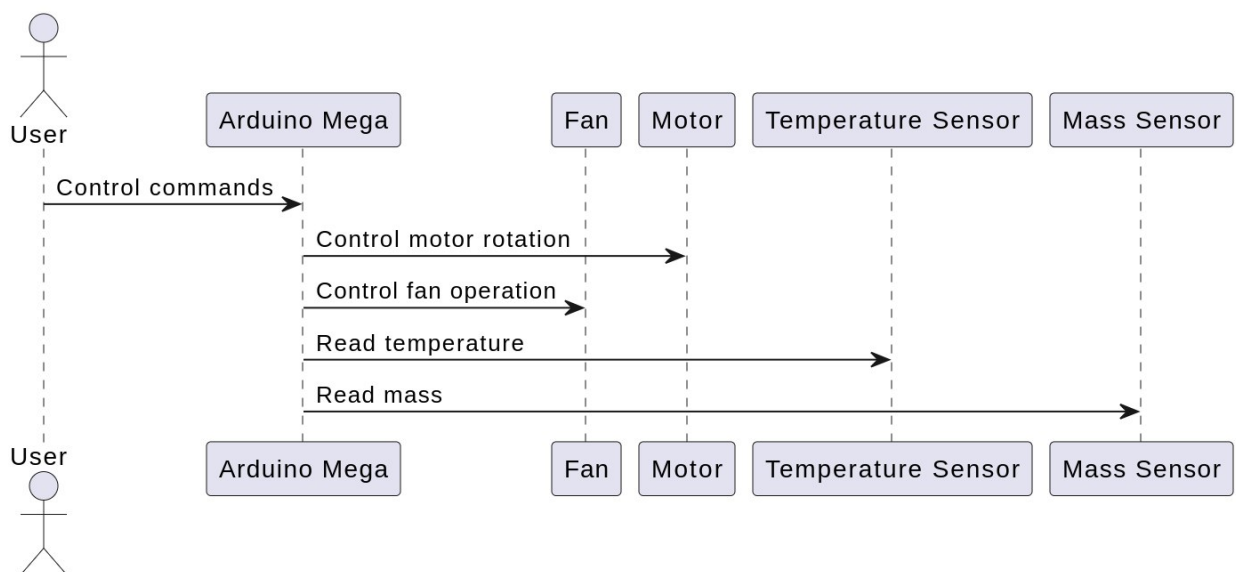 User
Arduino Mega
Fan
Motor
Temperature Sensor
Mass Sensor
Control commands
Control motor rotation
Control fan operation
Read temperature
Read mass
User
Arduino Mega
Fan
Motor
Temperature Sensor
Mass Sensor